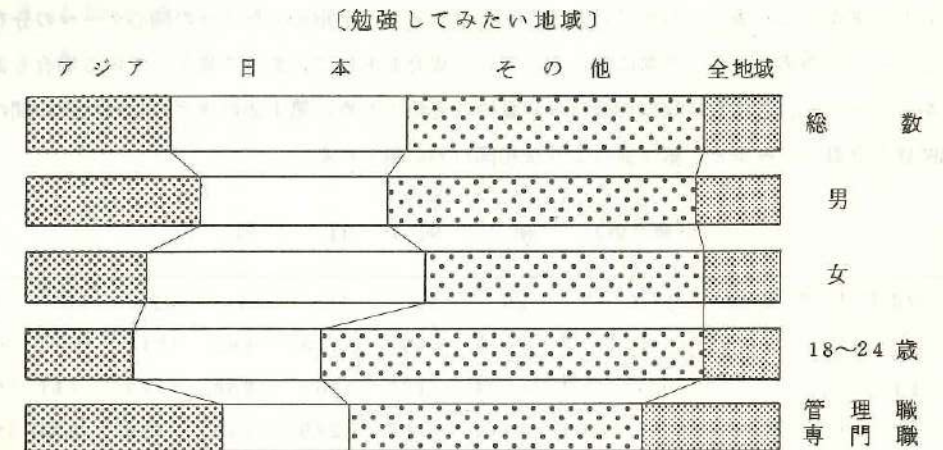 〔勉強してみたい地域〕
アジア 日本 その他 全地域
総数
男
女
18~24歳
管理職
専門職